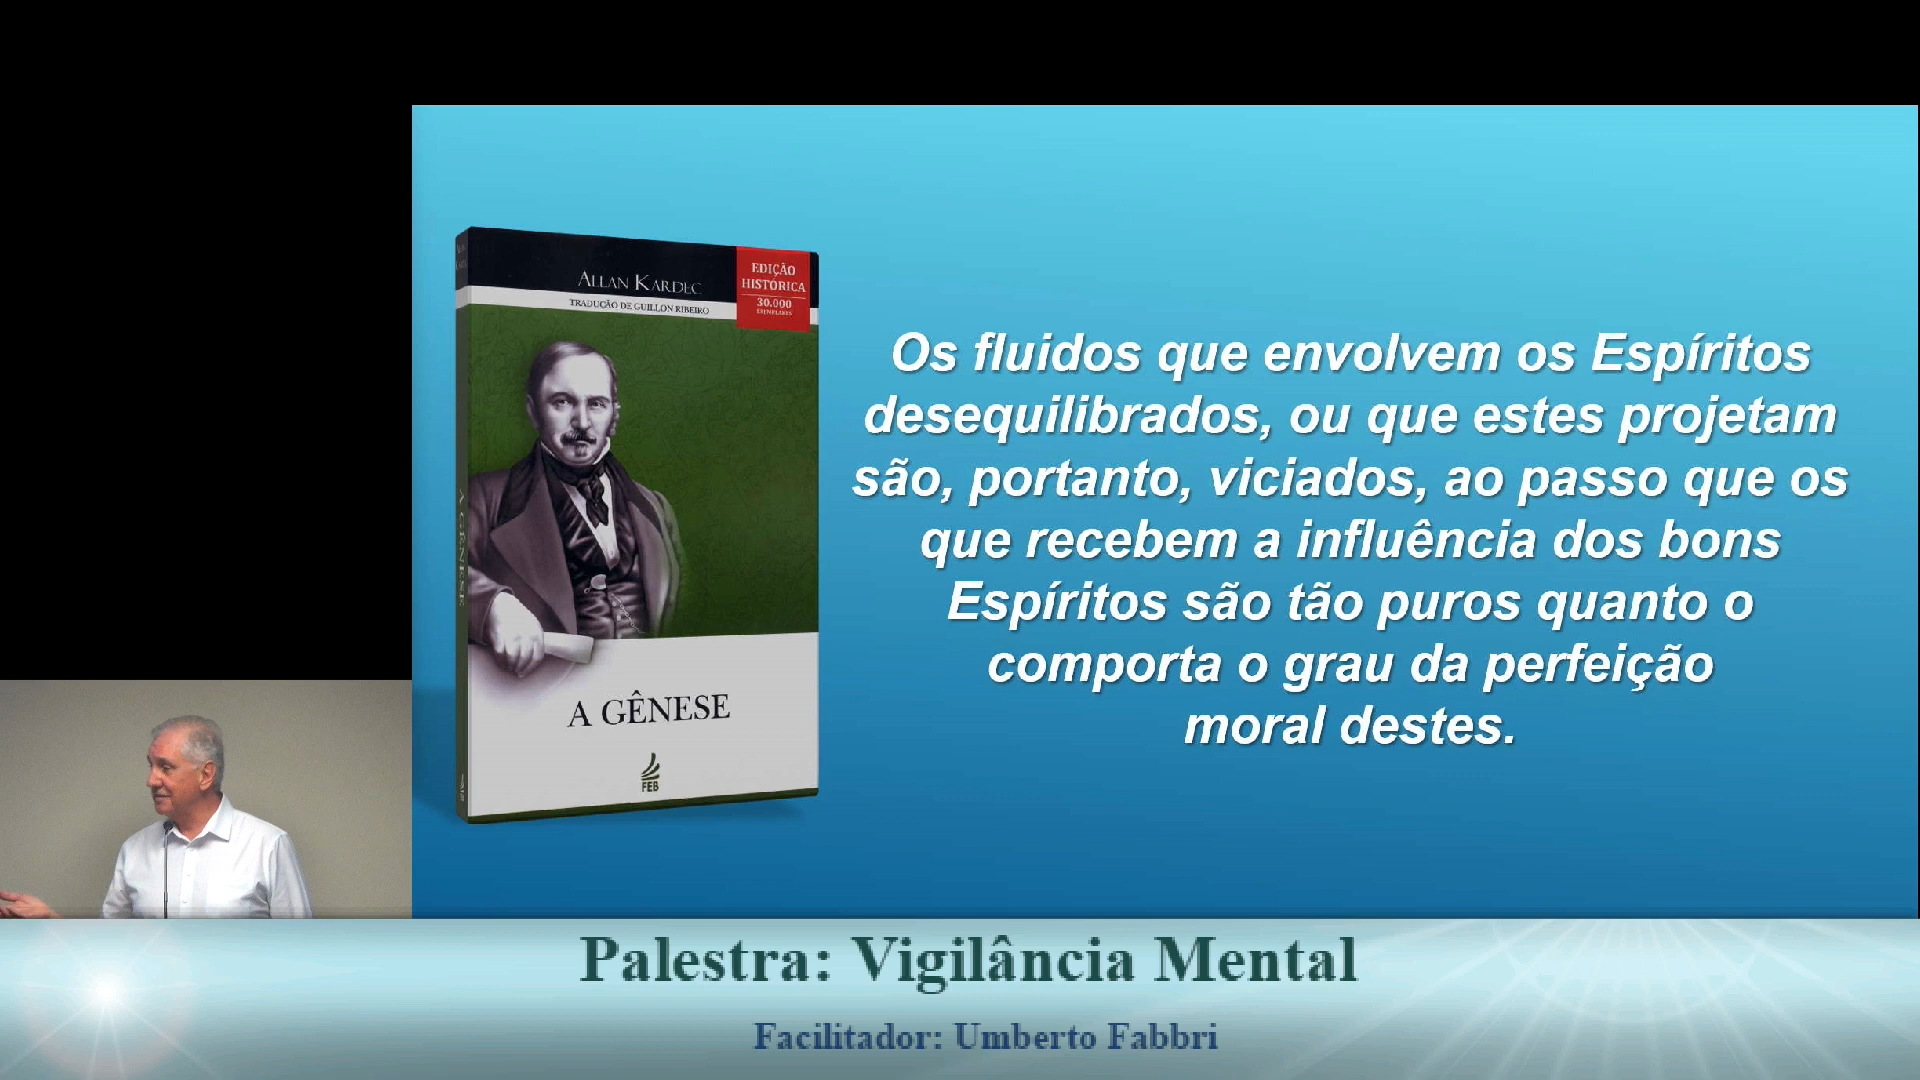 ALLAN KARDEC
TRADUÇÃO DE GUILLON RIBEIRO
EDIÇÃO
HISTÓRICA
30.000
EXEMPLARES
A GÊNESE
A GÊNESE
FEB
Os fluidos que envolvem os Espíritos
desequilibrados, ou que estes projetam
são, portanto, viciados, ao passo que os
que recebem a influência dos bons
Espíritos são tão puros quanto o
comporta o grau da perfeição
moral destes.
Palestra: Vigilância Mental
Facilitador: Umberto Fabbri